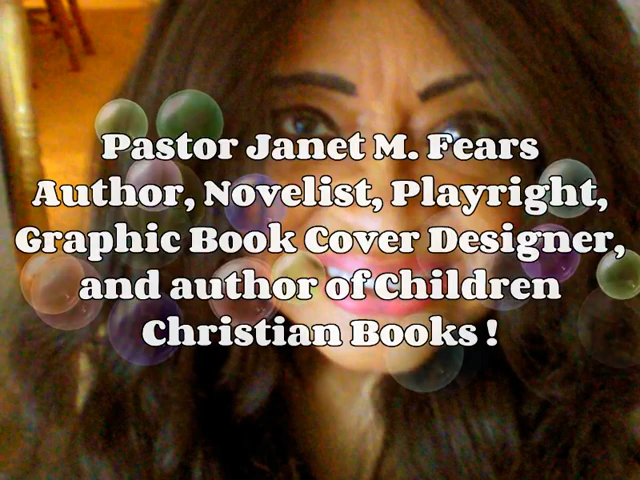 Pastor Janet M. Fears
Author, Novelist, Playright,
Graphic Book Cover Designer,
and author of Children
Christian Books !